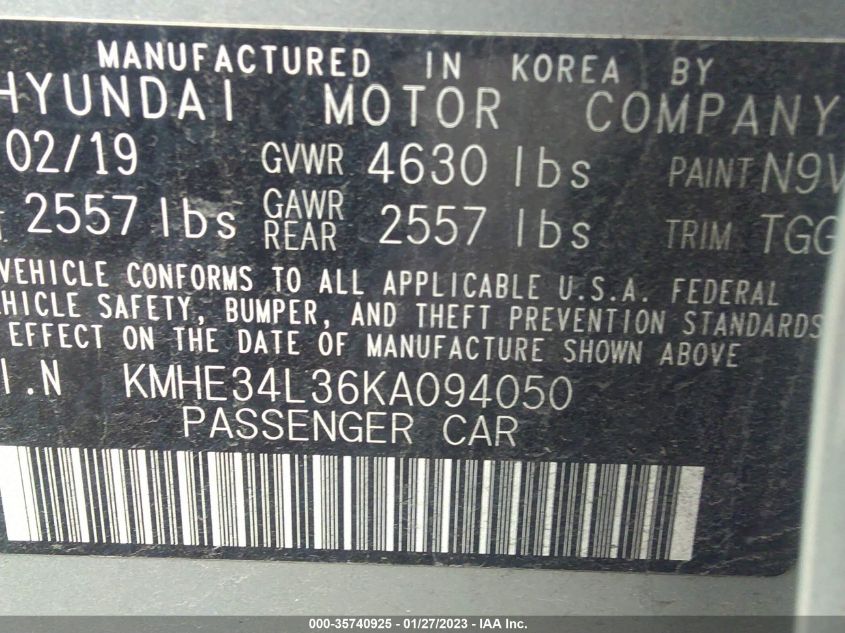 MANUFACTURED IN KOREA BY
HYUNDAI MOTOR COMPANY
02/19 GVWR 4630 lbs PAINT N9V
2557 lbs GAWR REAR 2557 lbs TRIM TGG
VEHICLE CONFORMS TO ALL APPLICABLE U.S.A. FEDERAL
VEHICLE SAFETY, BUMPER, AND THEFT PREVENTION STANDARDS
EFFECT ON THE DATE OF MANUFACTURE SHOWN ABOVE
I.N KMHE34L36KA094050
PASSENGER CAR
000-35740925 - 01/27/2023 - IAA Inc.